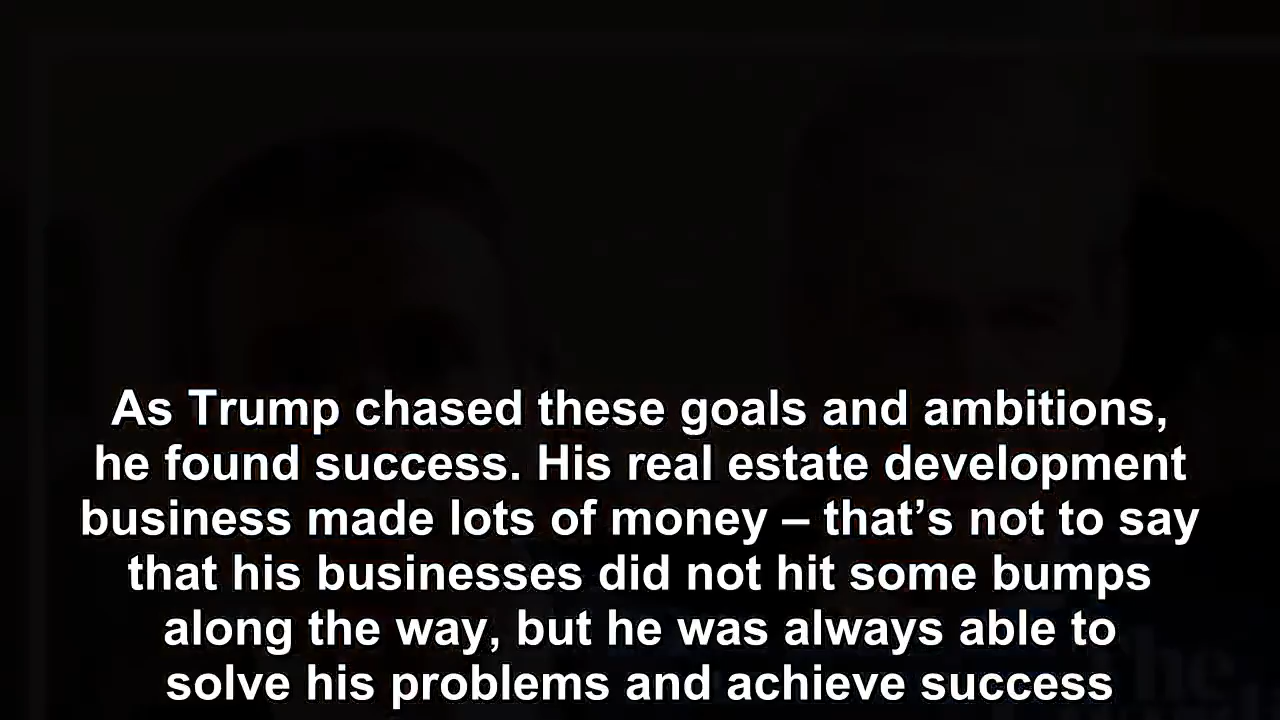 As Trump chased these goals and ambitions,
he found success. His real estate development
business made lots of money – that’s not to say
that his businesses did not hit some bumps
along the way, but he was always able to
solve his problems and achieve success